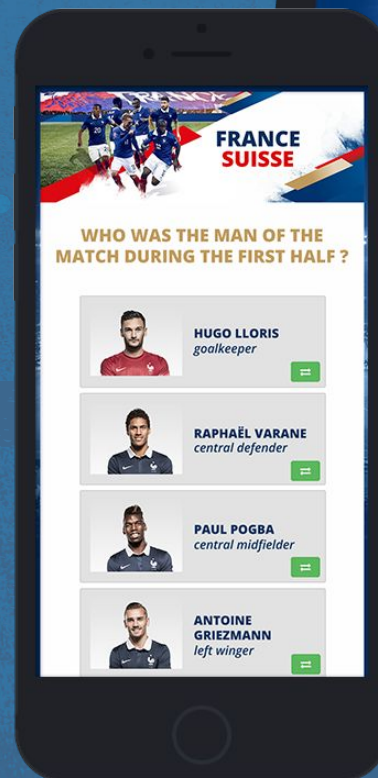 FRANCE
SUISSE
WHO WAS THE MAN OF THE
MATCH DURING THE FIRST HALF ?
HUGO LLORIS
goalkeeper
RAPHAËL VARANE
central defender
PAUL POGBA
central midfielder
ANTOINE
GRIEZMANN
left winger